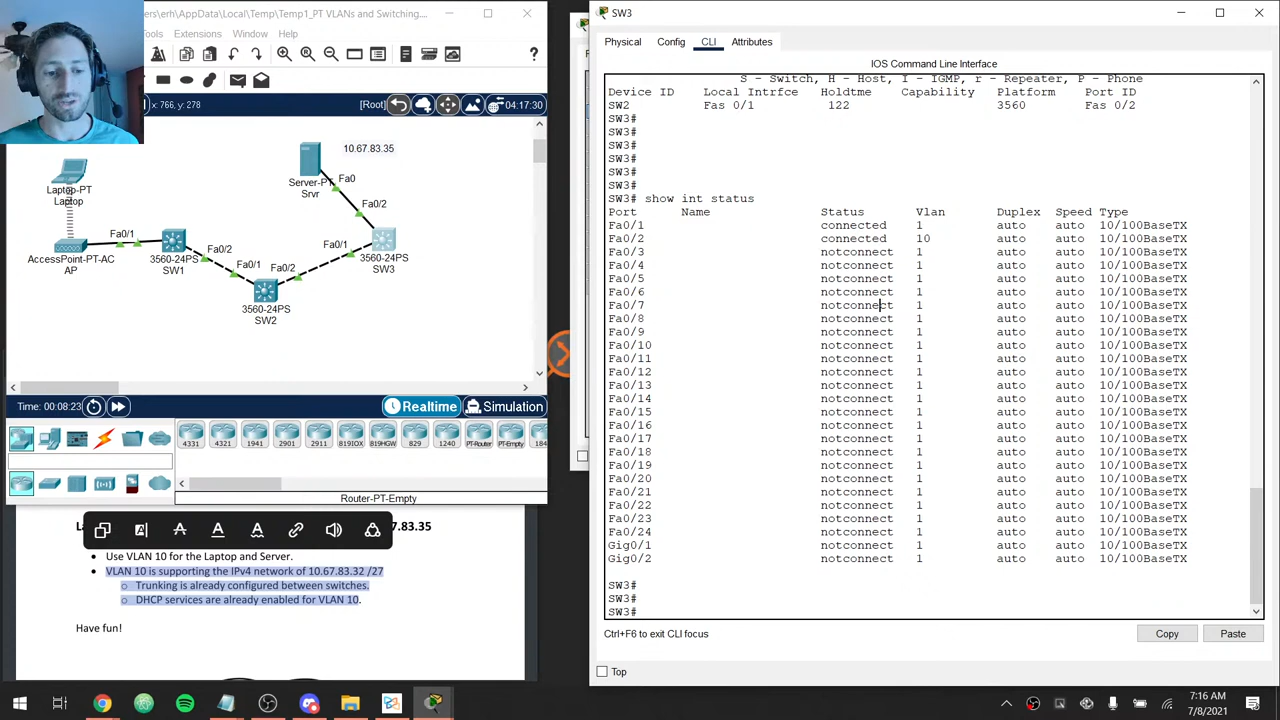 ers\erh\AppData\Local\Temp\Temp1_PT VLANs and Switching....
Tools Extensions Window Help
x: 766, y: 278
[Root]
04:17:30
10.67.83.35
Server-PT
Srvr
Fa0
Fa0/2
Laptop-PT
Laptop
Fa0/1
AccessPoint-PT-AC
AP
3560-24PS
SW1
Fa0/2
Fa0/1
Fa0/2
Fa0/1
3560-24PS
SW3
3560-24PS
SW2
Time: 00:08:23
Realtime
Simulation
4331 4321 1941 2901 2911 819IOX 819HGW 829 1240 PT-Router PT-Empty 184
Router-PT-Empty
67.83.35
Use VLAN 10 for the Laptop and Server.
VLAN 10 is supporting the IPv4 network of 10.67.83.32 /27
Trunking is already configured between switches.
DHCP services are already enabled for VLAN 10.
Have fun!
SW3
Physical Config CLI Attributes
IOS Command Line Interface
S - Switch, H - Host, I - IGMP, r - Repeater, P - Phone
Device ID Local Intrfce Holdtme Capability Platform Port ID
SW2 Fas 0/1 122 3560 Fas 0/2
SW3#
SW3#
SW3#
SW3#
SW3#
SW3#
SW3# show int status
Port Name Status Vlan Duplex Speed Type
Fa0/1 connected 1 auto auto 10/100BaseTX
Fa0/2 connected 10 auto auto 10/100BaseTX
Fa0/3 notconnect 1 auto auto 10/100BaseTX
Fa0/4 notconnect 1 auto auto 10/100BaseTX
Fa0/5 notconnect 1 auto auto 10/100BaseTX
Fa0/6 notconnect 1 auto auto 10/100BaseTX
Fa0/7 notconnect 1 auto auto 10/100BaseTX
Fa0/8 notconnect 1 auto auto 10/100BaseTX
Fa0/9 notconnect 1 auto auto 10/100BaseTX
Fa0/10 notconnect 1 auto auto 10/100BaseTX
Fa0/11 notconnect 1 auto auto 10/100BaseTX
Fa0/12 notconnect 1 auto auto 10/100BaseTX
Fa0/13 notconnect 1 auto auto 10/100BaseTX
Fa0/14 notconnect 1 auto auto 10/100BaseTX
Fa0/15 notconnect 1 auto auto 10/100BaseTX
Fa0/16 notconnect 1 auto auto 10/100BaseTX
Fa0/17 notconnect 1 auto auto 10/100BaseTX
Fa0/18 notconnect 1 auto auto 10/100BaseTX
Fa0/19 notconnect 1 auto auto 10/100BaseTX
Fa0/20 notconnect 1 auto auto 10/100BaseTX
Fa0/21 notconnect 1 auto auto 10/100BaseTX
Fa0/22 notconnect 1 auto auto 10/100BaseTX
Fa0/23 notconnect 1 auto auto 10/100BaseTX
Fa0/24 notconnect 1 auto auto 10/100BaseTX
Gig0/1 notconnect 1 auto auto 10/100BaseTX
Gig0/2 notconnect 1 auto auto 10/100BaseTX
SW3#
SW3#
SW3#
Ctrl+F6 to exit CLI focus
Copy
Paste
Top
7:16 AM
7/8/2021